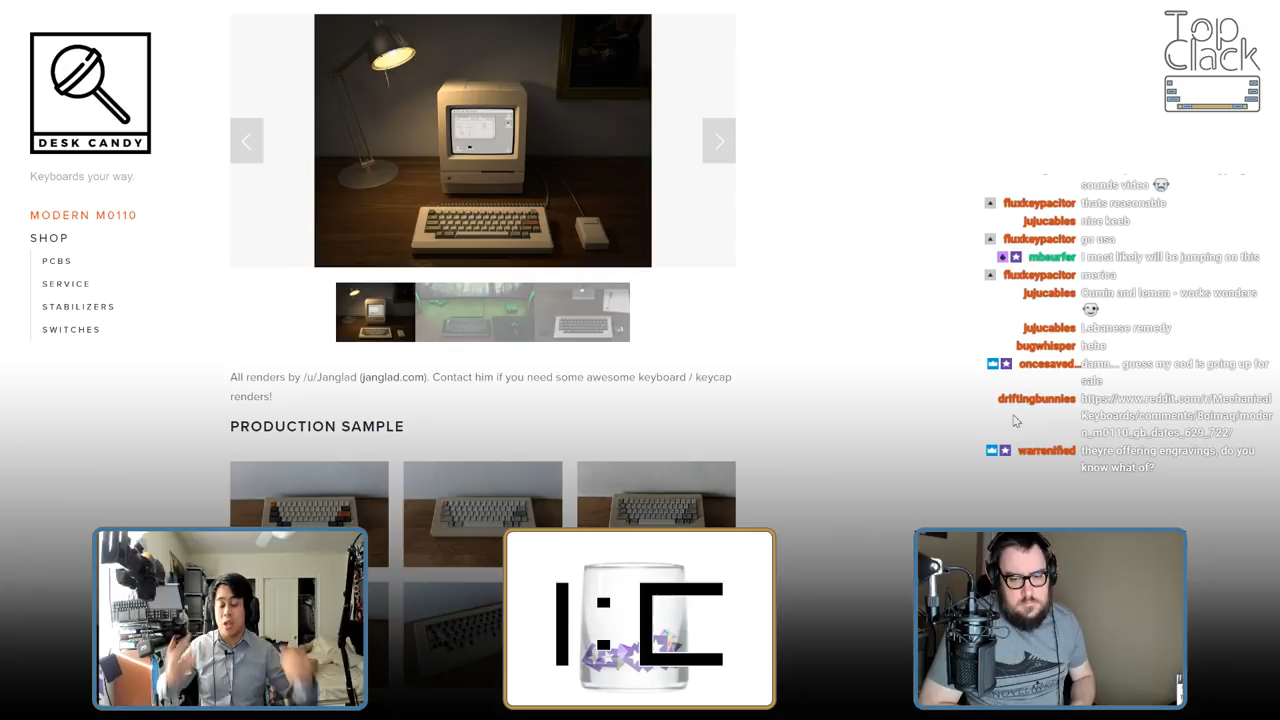 Top
Clack
DESK CANDY
Keyboards your way.
MODERN M0110
SHOP
PCBS
SERVICE
STABILIZERS
SWITCHES
All renders by /u/Janglad (janglad.com). Contact him if you need some awesome keyboard / keycap
renders!
PRODUCTION SAMPLE
sounds video
fluxkeypacitor thats reasonable
jujucables nice keeb
fluxkeypacitor go usa
mbsurfer I most likely will be jumping on this
fluxkeypacitor merica
jujucables Cumin and lemon - works wonders
jujucables Lebanese remedy
bugwhisper hehe
oncesaved... damn... guess my cod is going up for
sale
driftingbunnies https://www.reddit.com/r/Mechanical
Keyboards/comments/8oimaq/moder
n_m0110_gb_dates_629_722/
warrenified theyre offering engravings, do you
know what of?